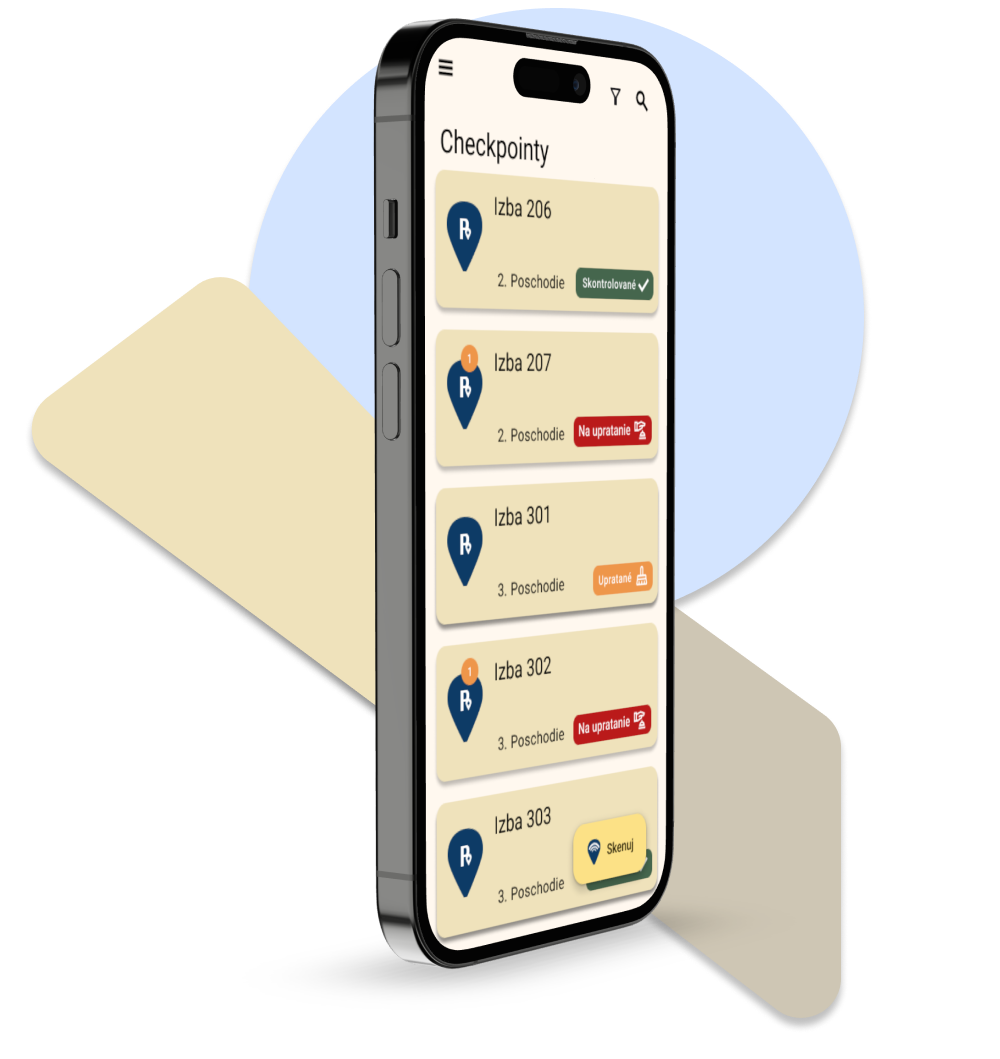 Checkpointy
Izba 206
2. Poschodie
Skontrolované
1
Izba 207
2. Poschodie
Na upratanie
Izba 301
3. Poschodie
Upratané
1
Izba 302
3. Poschodie
Na upratanie
Izba 303
3. Poschodie
Skenuj